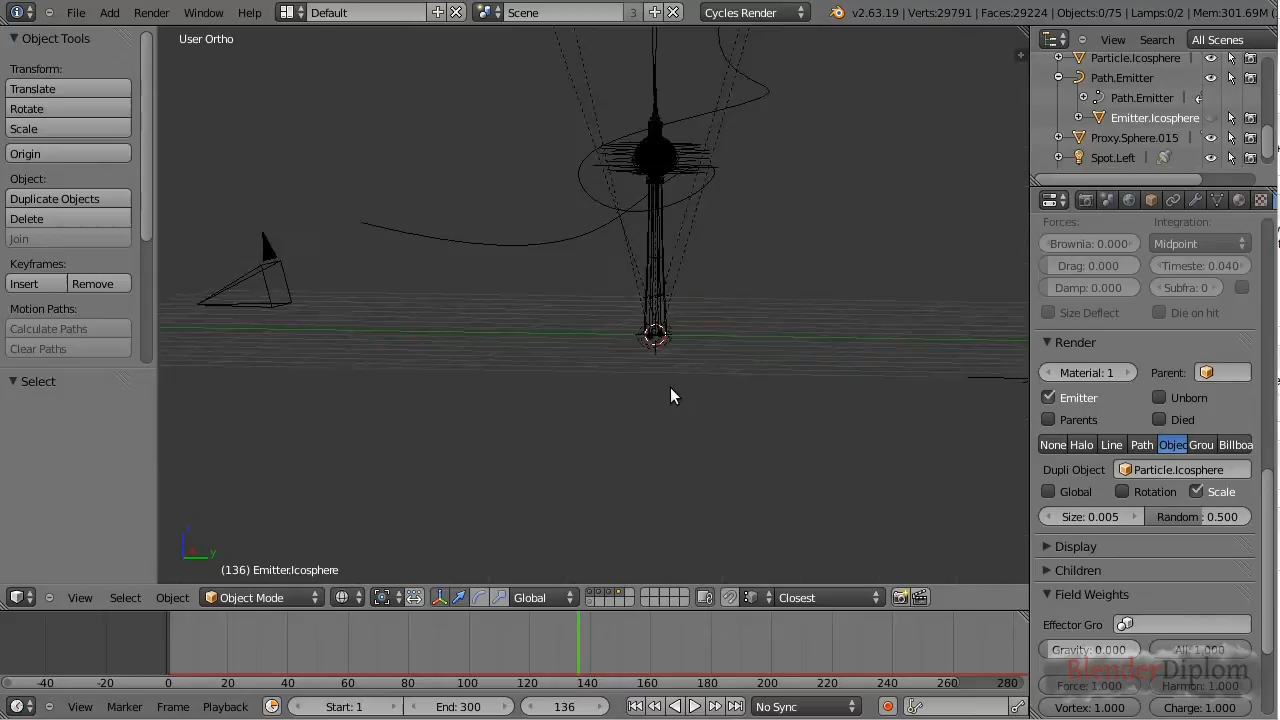 File Add Render Window Help Default Scene 3 Cycles Render v2.63.19 | Verts:29791 | Faces:29224 | Objects:0/75 | Lamps:0/2 | Mem:301.69M
Object Tools
Transform:
Translate
Rotate
Scale
Origin
Object:
Duplicate Objects
Delete
Join
Keyframes:
Insert Remove
Motion Paths:
Calculate Paths
Clear Paths
Select
User Ortho
z
y
(136) Emitter.Icosphere
View Select Object Object Mode Global Closest
-40 -20 0 20 40 60 80 100 120 140 160 180 200 220 240 260 280
View Marker Frame Playback Start: 1 End: 300 136 No Sync
View Search All Scenes
Particle.Icosphere
Path.Emitter
Path.Emitter
Emitter.Icosphere
Proxy.Sphere.015
Spot.Left
Forces: Integration:
Brownia: 0.000 Midpoint
Drag: 0.000 Timeste: 0.040
Damp: 0.000 Subfra: 0
Size Deflect Die on hit
Render
Material: 1 Parent:
Emitter Unborn
Parents Died
None Halo Line Path Objec Grou Billboa
Dupli Object Particle.Icosphere
Global Rotation Scale
Size: 0.005 Random: 0.500
Display
Children
Field Weights
Effector Gro
Gravity: 0.000 All: 1.000
BlenderDiplom
Force: 1.000 Harmon: 1.000
Vortex: 1.000 Charge: 1.000